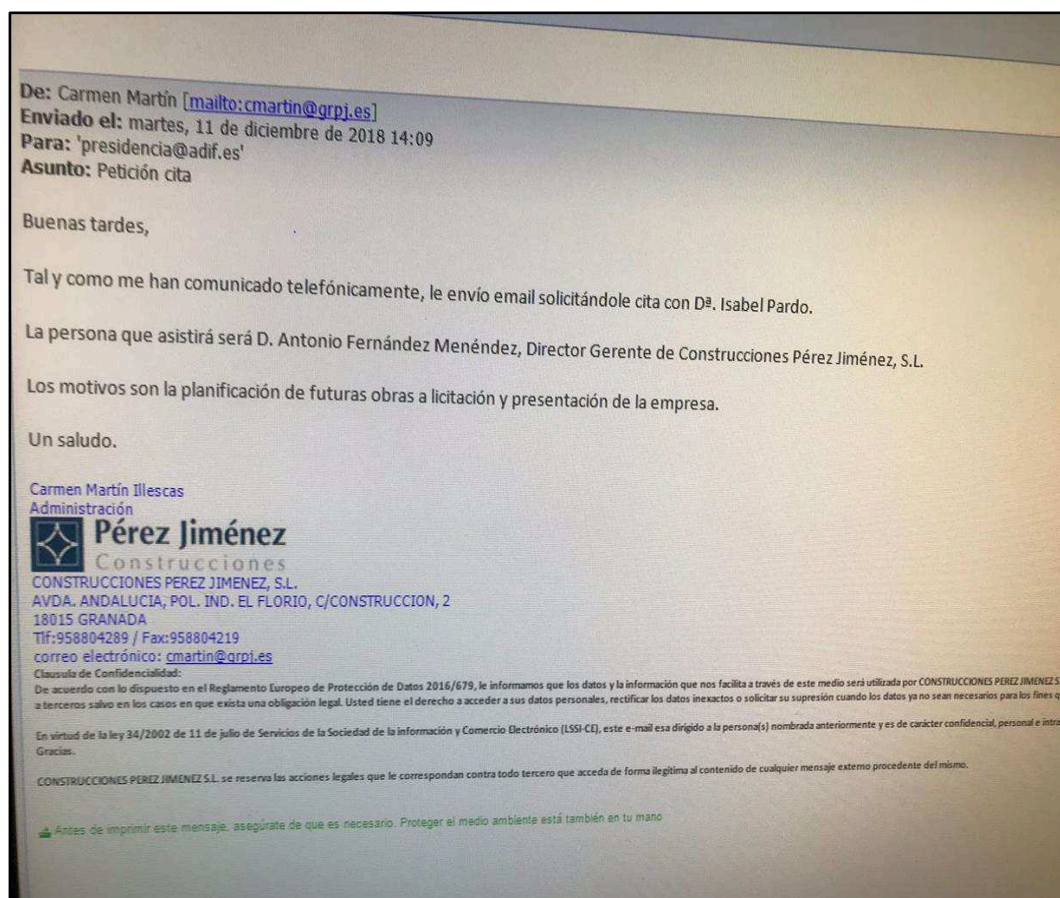 De: Carmen Martín [mailto:cmartin@grpj.es]
Enviado el: martes, 11 de diciembre de 2018 14:09
Para: 'presidencia@adif.es'
Asunto: Petición cita
Buenas tardes,
Tal y como me han comunicado telefónicamente, le envío email solicitándole cita con Dª. Isabel Pardo.
La persona que asistirá será D. Antonio Fernández Menéndez, Director Gerente de Construcciones Pérez Jiménez, S.L.
Los motivos son la planificación de futuras obras a licitación y presentación de la empresa.
Un saludo.
Carmen Martín Illescas
Administración
Pérez Jiménez
Construcciones
CONSTRUCCIONES PEREZ JIMENEZ, S.L.
AVDA. ANDALUCIA, POL. IND. EL FLORIO, C/CONSTRUCCION, 2
18015 GRANADA
Tlf:958804289 / Fax:958804219
correo electrónico: cmartin@grpj.es
Clausula de Confidencialidad:
De acuerdo con lo dispuesto en el Reglamento Europeo de Protección de Datos 2016/679, le informamos que los datos y la información que nos facilita a través de este medio será utilizada por CONSTRUCCIONES PEREZ JIMENEZ S
a terceros salvo en los casos en que exista una obligación legal. Usted tiene el derecho a acceder a sus datos personales, rectificar los datos inexactos o solicitar su supresión cuando los datos ya no sean necesarios para los fines q
En virtud de la ley 34/2002 de 11 de julio de Servicios de la Sociedad de la información y Comercio Electrónico (LSSI-CE), este e-mail esa dirigido a la persona(s) nombrada anteriormente y es de carácter confidencial, personal e intra
Gracias.
CONSTRUCCIONES PEREZ JIMENEZ S.L. se reserva las acciones legales que le correspondan contra todo tercero que acceda de forma ilegitima al contenido de cualquier mensaje externo procedente del mismo.
Antes de imprimir este mensaje, asegúrate de que es necesario. Proteger el medio ambiente está también en tu mano